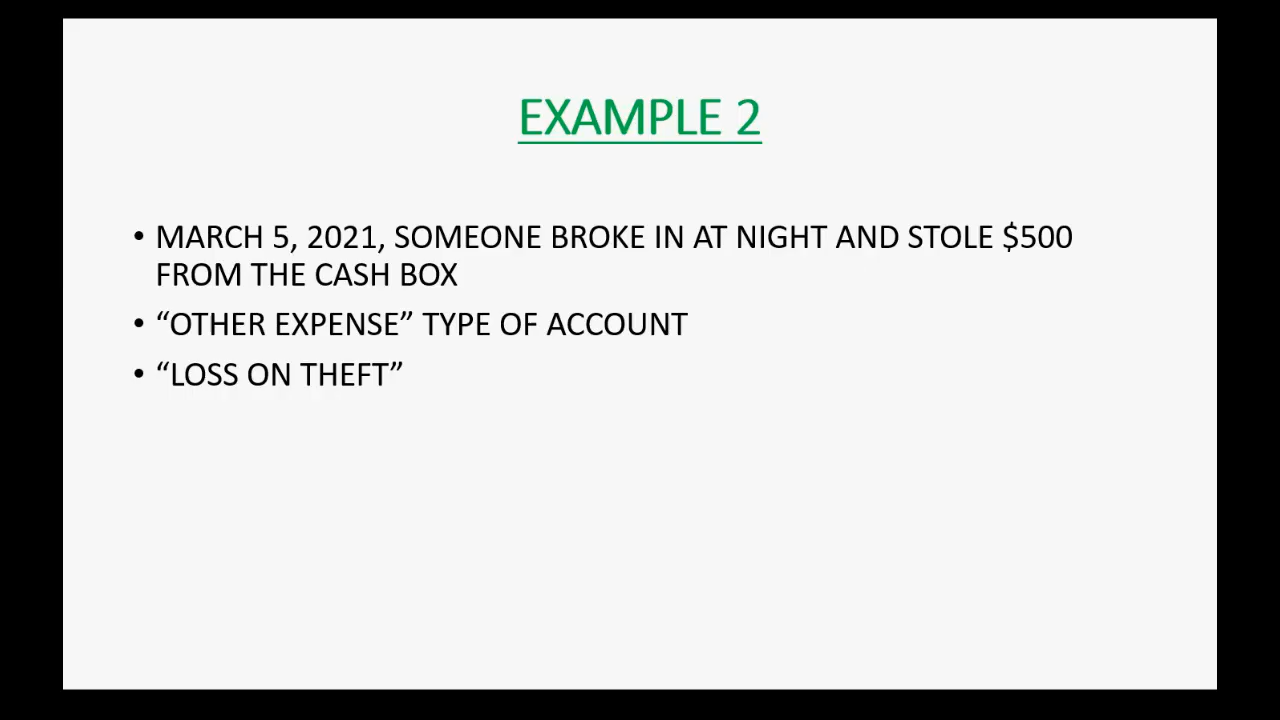 EXAMPLE 2
• MARCH 5, 2021, SOMEONE BROKE IN AT NIGHT AND STOLE $500
FROM THE CASH BOX
• “OTHER EXPENSE” TYPE OF ACCOUNT
• “LOSS ON THEFT”